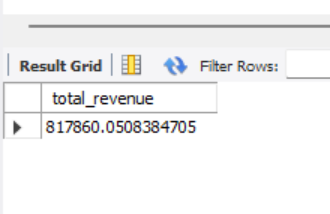 Result Grid Filter Rows:
total_revenue
817860.0508384705